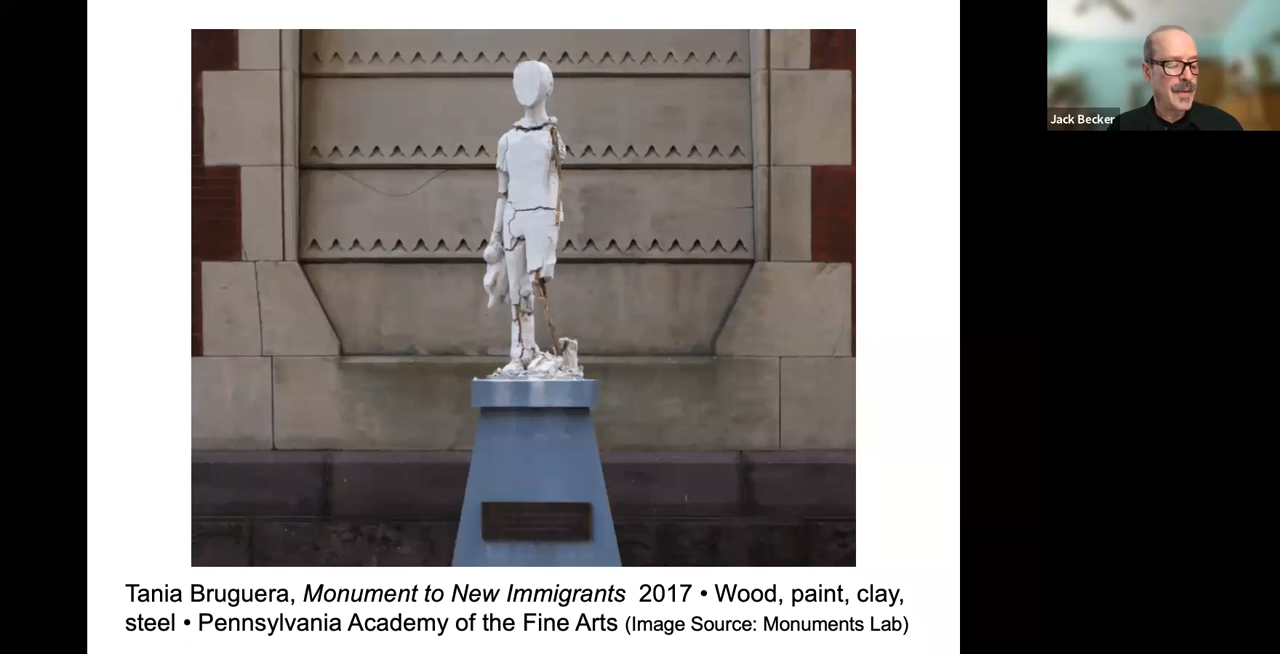 Jack Becker
Tania Bruguera, Monument to New Immigrants 2017 • Wood, paint, clay,
steel • Pennsylvania Academy of the Fine Arts (Image Source: Monuments Lab)